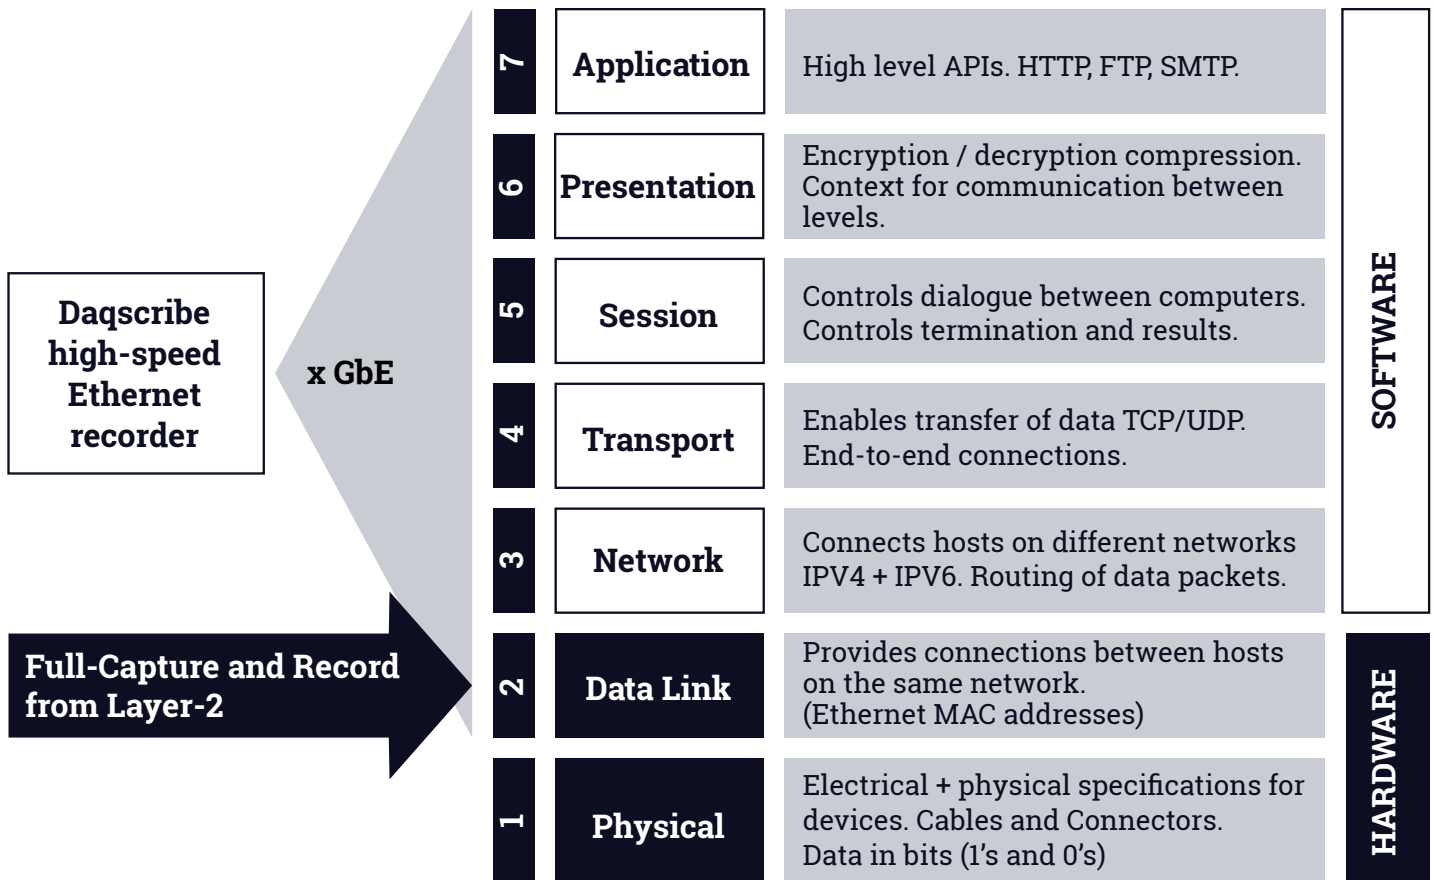 7
Application
High level APIs. HTTP, FTP, SMTP.
6
Presentation
Encryption / decryption compression.
Context for communication between
levels.
5
Session
Controls dialogue between computers.
Controls termination and results.
4
Transport
Enables transfer of data TCP/UDP.
End-to-end connections.
3
Network
Connects hosts on different networks
IPV4 + IPV6. Routing of data packets.
2
Data Link
Provides connections between hosts
on the same network.
(Ethernet MAC addresses)
1
Physical
Electrical + physical specifications for
devices. Cables and Connectors.
Data in bits (1’s and 0’s)
SOFTWARE
HARDWARE
Daqscribe
high-speed
Ethernet
recorder
x GbE
Full-Capture and Record
from Layer-2